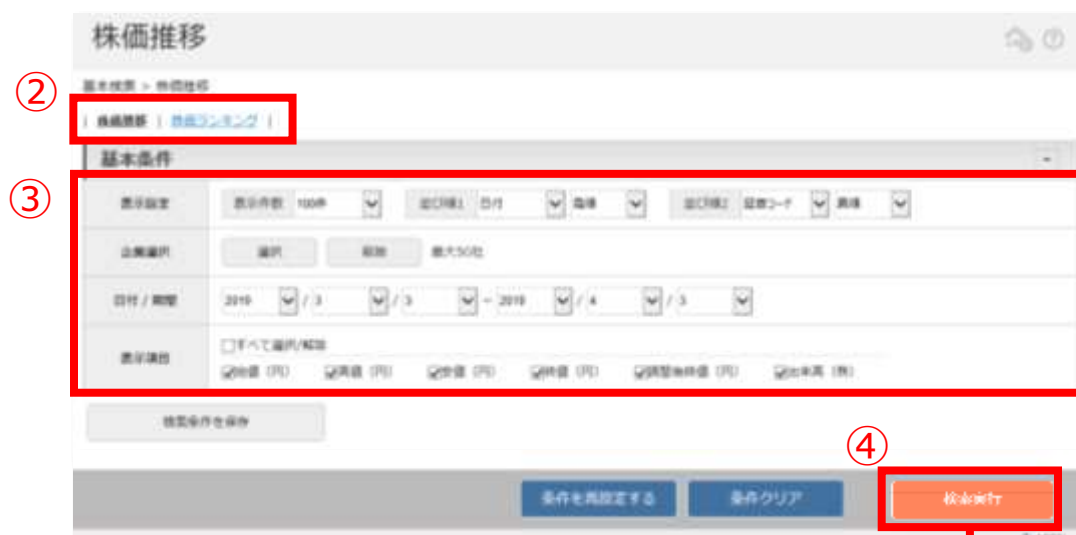 株価推移
②
基本検索 > 株価推移
| 株価推移 | 株価ランキング |
基本条件
③
表示設定 表示件数 100件 並び順1 日付 降順 並び順2 証券コード 昇順
企業選択 選択 削除 最大50社
日付 / 期間 2019 / 3 / 3 ~ 2019 / 4 / 3
表示項目 すべて選択/解除
始値 (円) 高値 (円) 安値 (円) 終値 (円) 調整後終値 (円) 出来高 (株)
検索条件を保存
④
条件を再設定する 条件クリア 検索実行